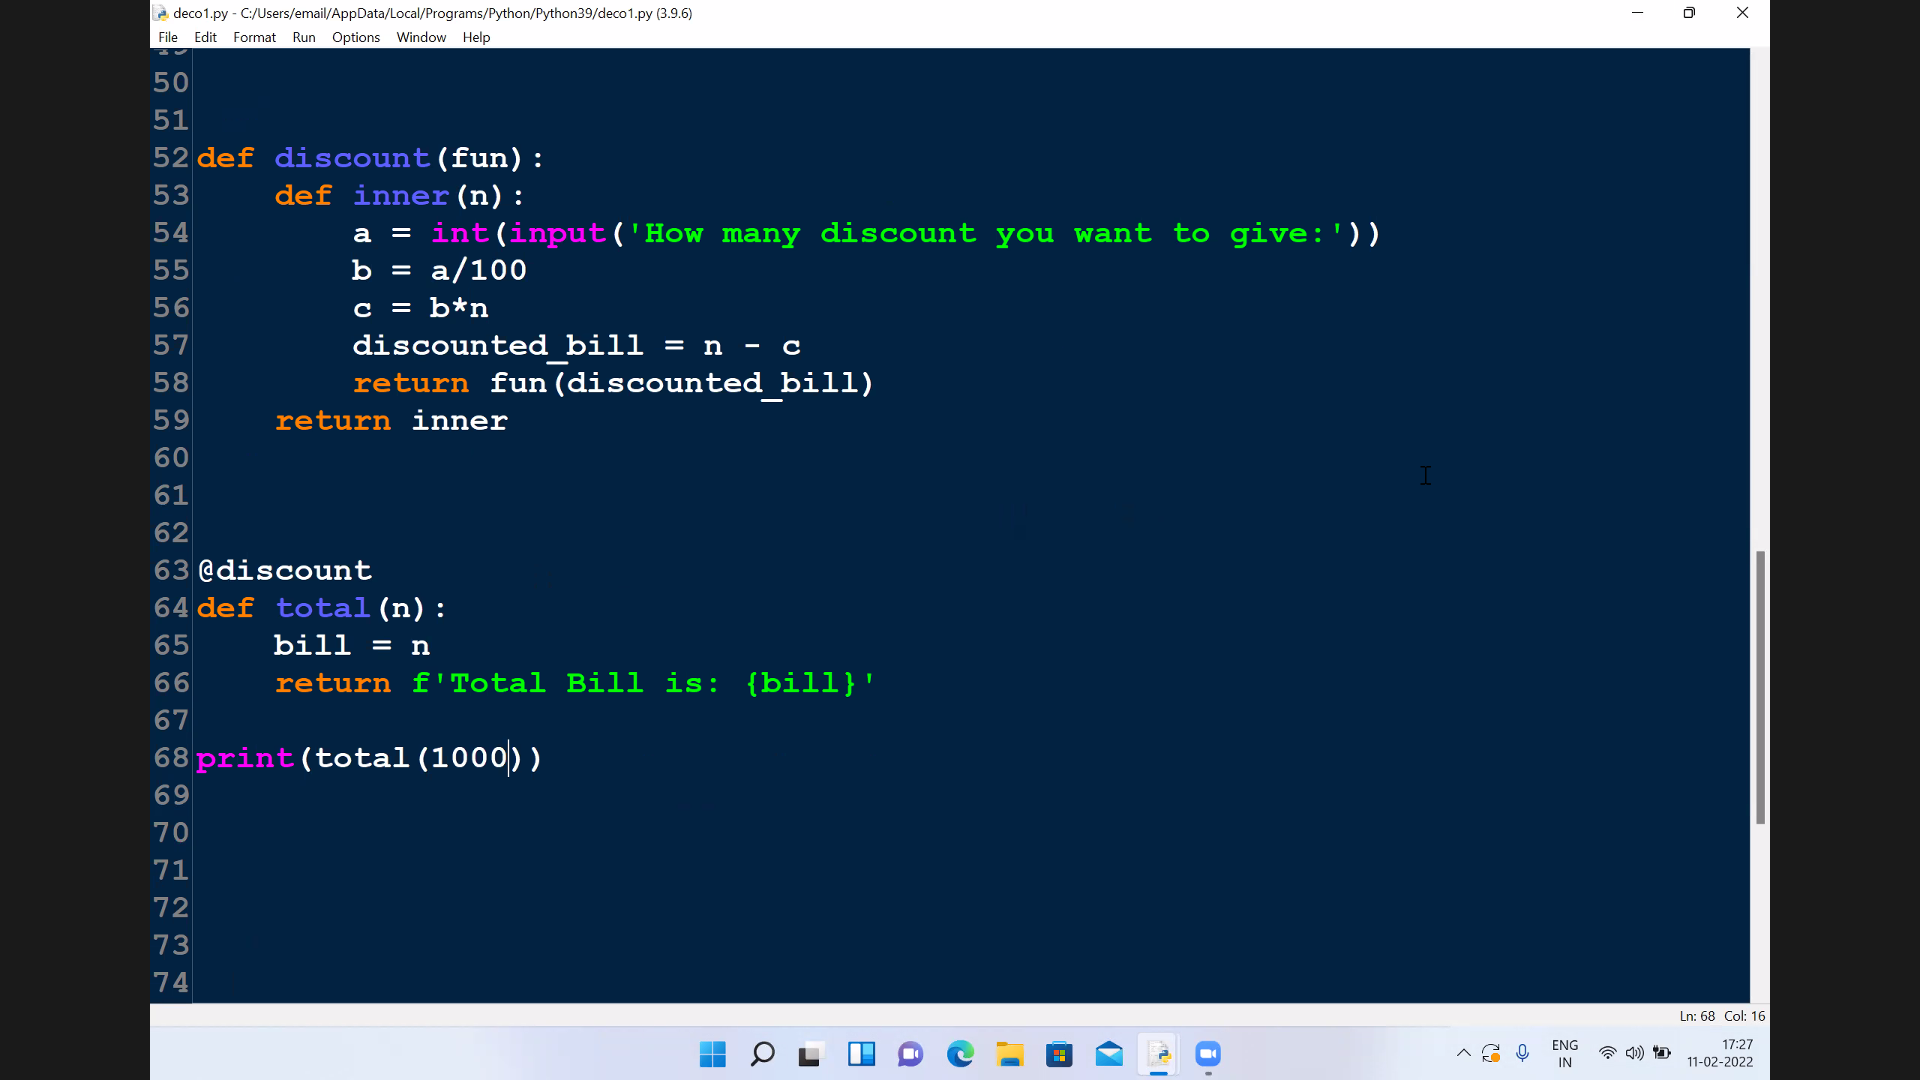 deco1.py - C:/Users/email/AppData/Local/Programs/Python/Python39/deco1.py (3.9.6)
File Edit Format Run Options Window Help
49
50
51
52 def discount(fun):
53     def inner(n):
54         a = int(input('How many discount you want to give:'))
55         b = a/100
56         c = b*n
57         discounted_bill = n - c
58         return fun(discounted_bill)
59     return inner
60
61
62
63 @discount
64 def total(n):
65     bill = n
66     return f'Total Bill is: {bill}'
67
68 print(total(1000))
69
70
71
72
73
74
Ln: 68 Col: 16
ENG
IN
17:27
11-02-2022